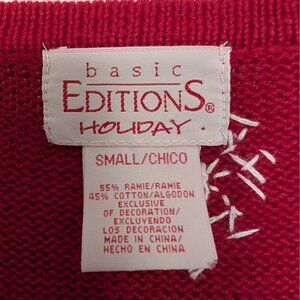 basic
EDITIONS®
HOLIDAY
SMALL/CHICO
55% RAMIE/RAMIE
45% COTTON/ALGODON
EXCLUSIVE
OF DECORATION/
EXCLUYENDO
LOS DECORACION
MADE IN CHINA/
HECHO EN CHINA